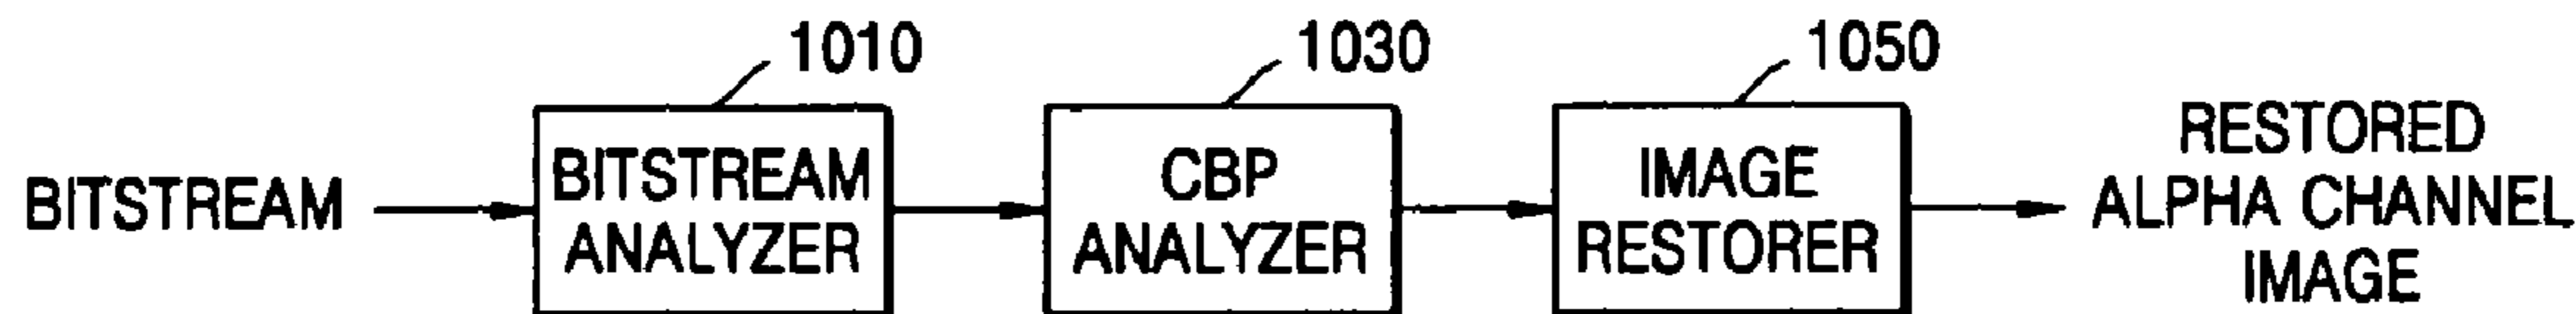 1010
1030
1050
BITSTREAM
BITSTREAM
ANALYZER
CBP
ANALYZER
IMAGE
RESTORER
RESTORED
ALPHA CHANNEL
IMAGE